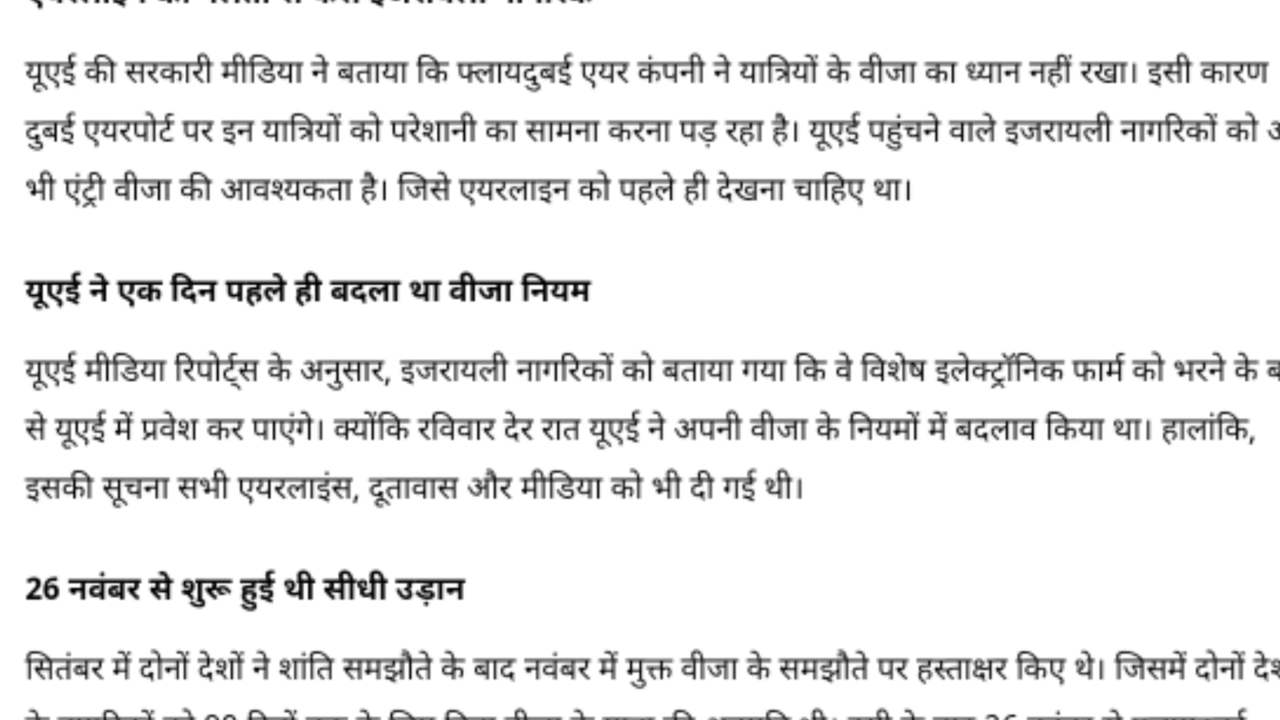 यूएई की सरकारी मीडिया ने बताया कि फ्लायदुबई एयर कंपनी ने यात्रियों के वीजा का ध्यान नहीं रखा। इसी कारण
दुबई एयरपोर्ट पर इन यात्रियों को परेशानी का सामना करना पड़ रहा है। यूएई पहुंचने वाले इजरायली नागरिकों को
भी एंट्री वीजा की आवश्यकता है। जिसे एयरलाइन को पहले ही देखना चाहिए था।
यूएई ने एक दिन पहले ही बदला था वीजा नियम
यूएई मीडिया रिपोर्ट्स के अनुसार, इजरायली नागरिकों को बताया गया कि वे विशेष इलेक्ट्रॉनिक फार्म को भरने के
से यूएई में प्रवेश कर पाएंगे। क्योंकि रविवार देर रात यूएई ने अपनी वीजा के नियमों में बदलाव किया था। हालांकि,
इसकी सूचना सभी एयरलाइंस, दूतावास और मीडिया को भी दी गई थी।
26 नवंबर से शुरू हुई थी सीधी उड़ान
सितंबर में दोनों देशों ने शांति समझौते के बाद नवंबर में मुक्त वीजा के समझौते पर हस्ताक्षर किए थे। जिसमें दोनों